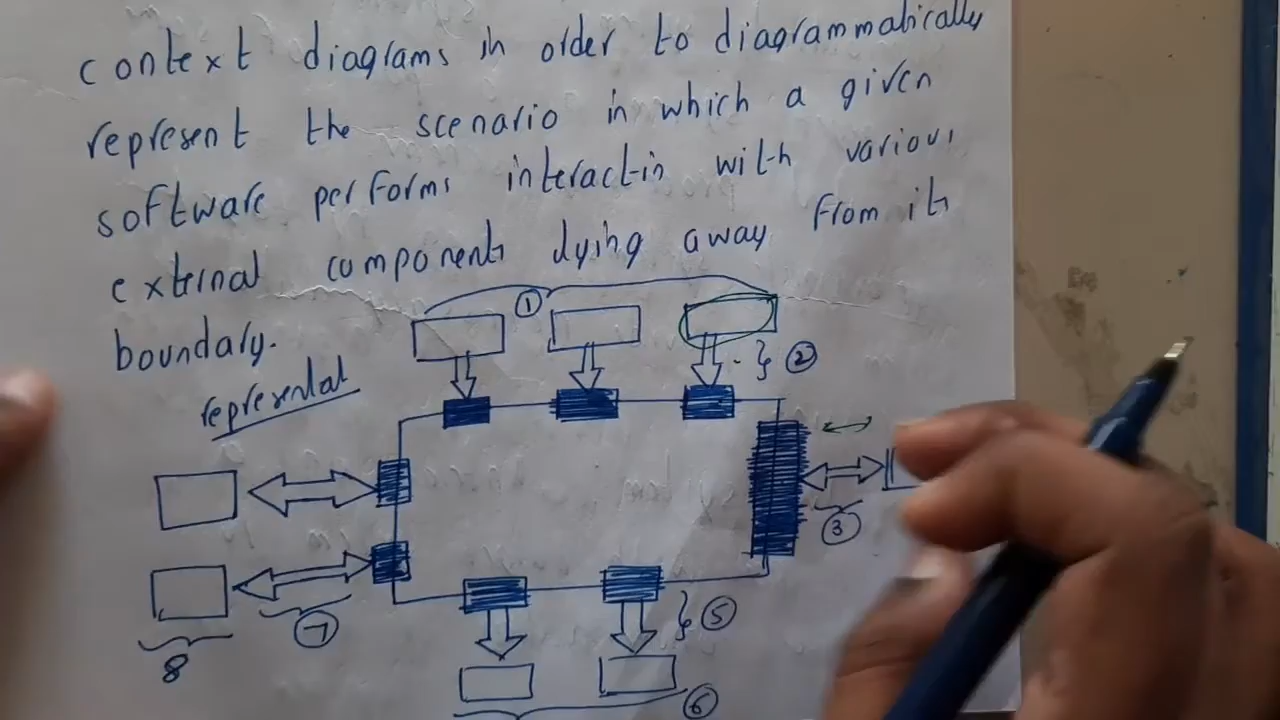 context diagrams in order to diagrammatically
represent the scenario in which a given
software performs interactin with various
external components dying away from its
boundary.
represental
1
2
3
7
8
5
6